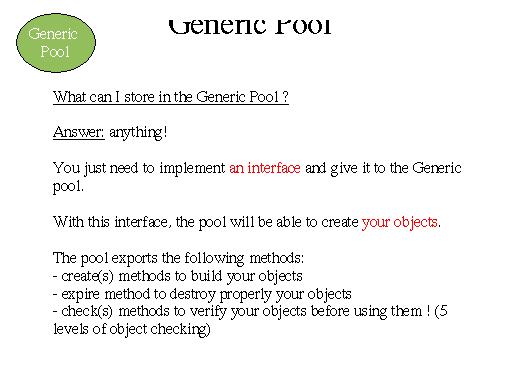 Generic Pool
Generic
Pool
What can I store in the Generic Pool ?
Answer: anything!
You just need to implement an interface and give it to the Generic
pool.
With this interface, the pool will be able to create your objects.
The pool exports the following methods:
- create(s) methods to build your objects
- expire method to destroy properly your objects
- check(s) methods to verify your objects before using them ! (5
levels of object checking)